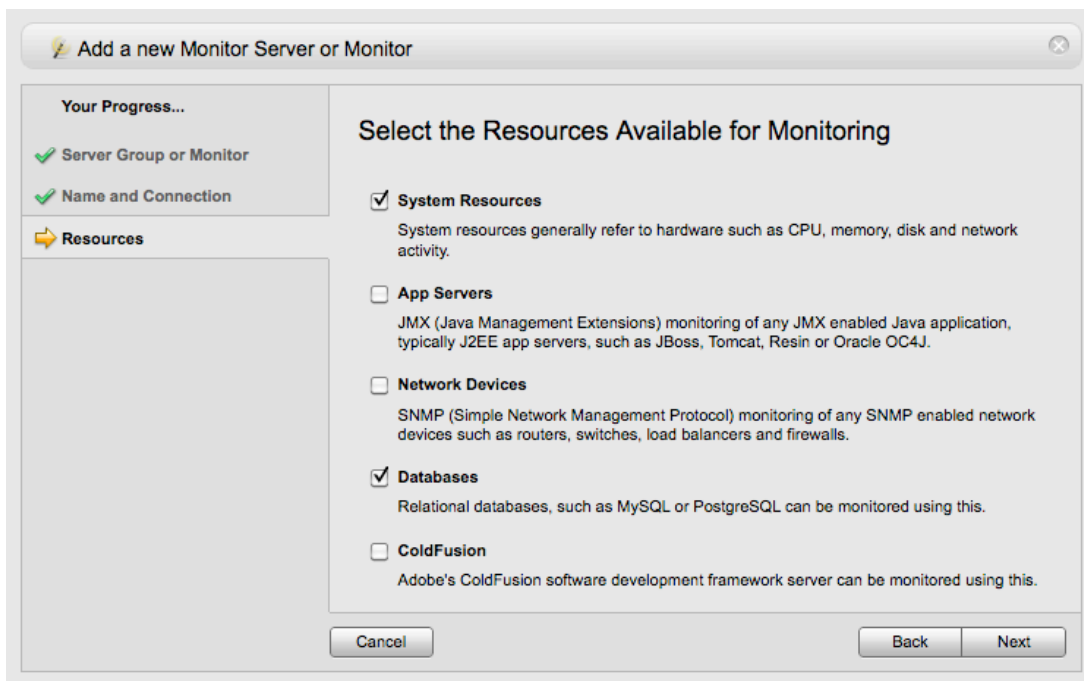 Add a new Monitor Server or Monitor
Your Progress...
Server Group or Monitor
Name and Connection
Resources
Select the Resources Available for Monitoring
System Resources
System resources generally refer to hardware such as CPU, memory, disk and network
activity.
App Servers
JMX (Java Management Extensions) monitoring of any JMX enabled Java application,
typically J2EE app servers, such as JBoss, Tomcat, Resin or Oracle OC4J.
Network Devices
SNMP (Simple Network Management Protocol) monitoring of any SNMP enabled network
devices such as routers, switches, load balancers and firewalls.
Databases
Relational databases, such as MySQL or PostgreSQL can be monitored using this.
ColdFusion
Adobe's ColdFusion software development framework server can be monitored using this.
Cancel
Back
Next